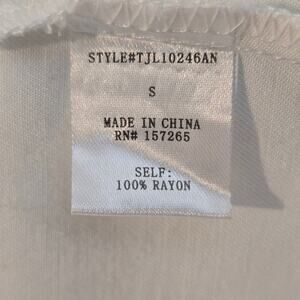 STYLE#TJL10246AN
S
MADE IN CHINA
RN# 157265
SELF:
100% RAYON